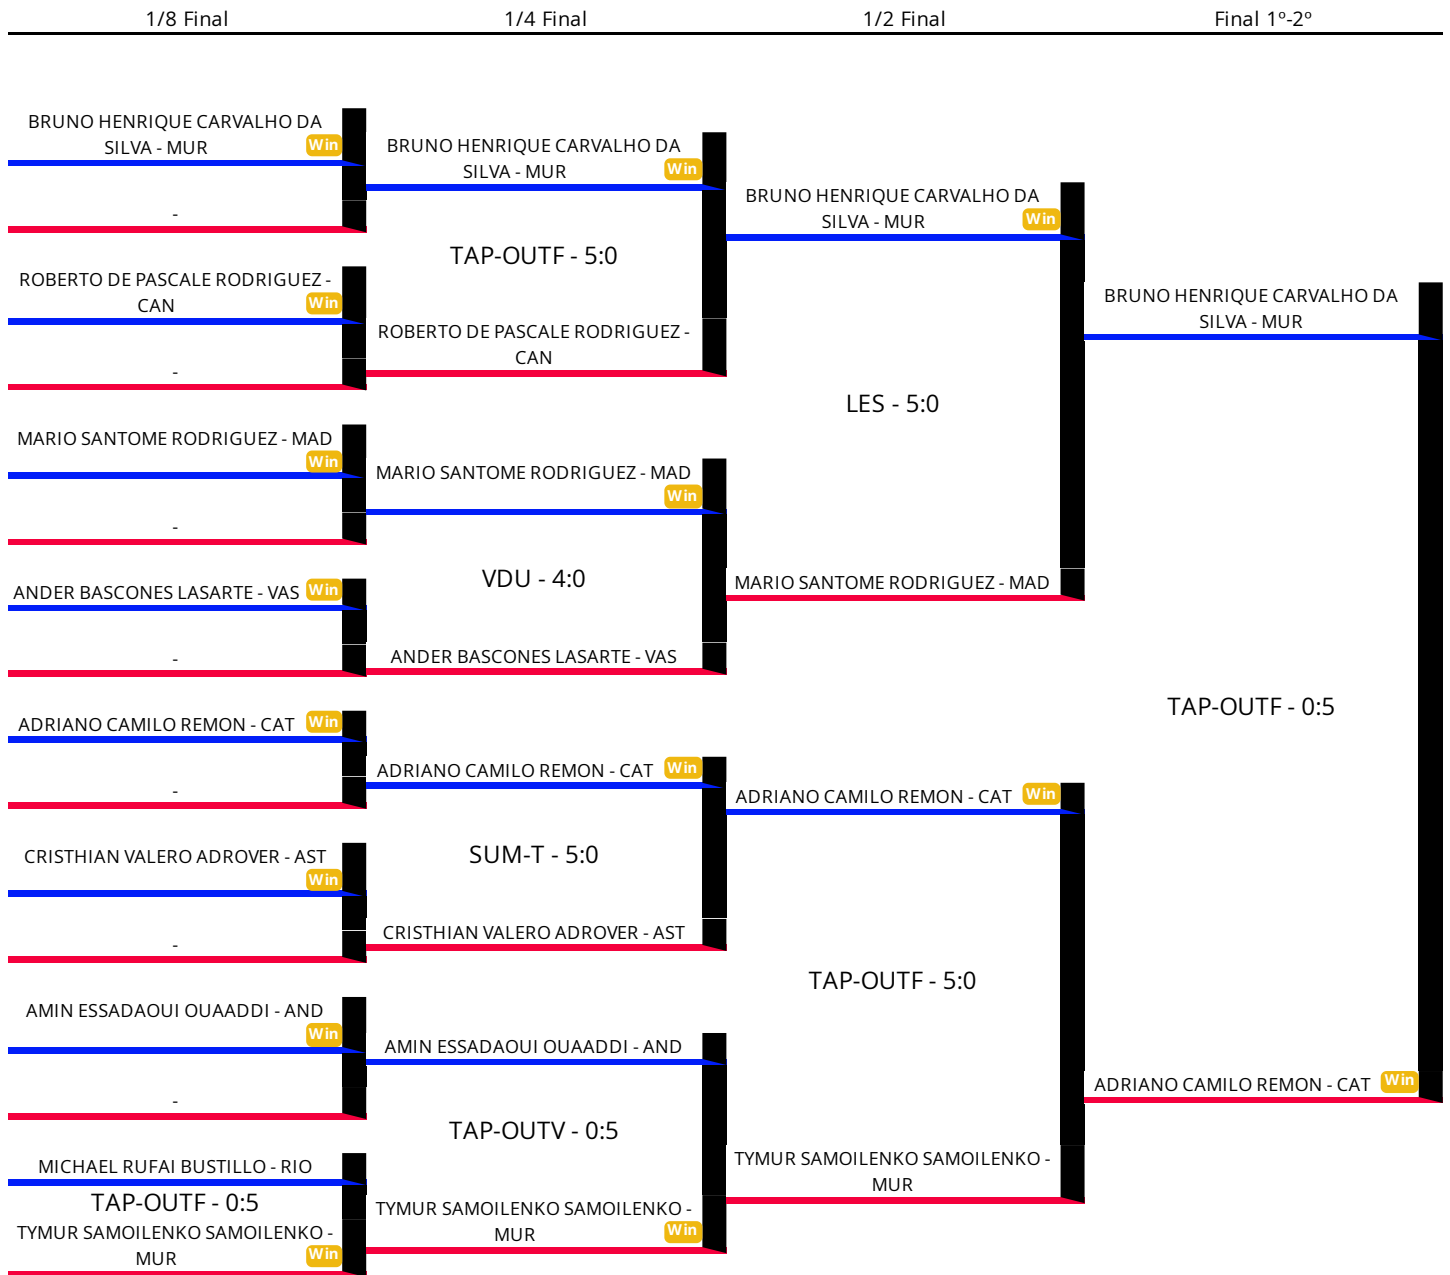 1/8 Final
1/4 Final
1/2 Final
Final 1º-2º
BRUNO HENRIQUE CARVALHO DA
SILVA - MUR
Win
-
ROBERTO DE PASCALE RODRIGUEZ -
CAN
Win
-
MARIO SANTOME RODRIGUEZ - MAD
Win
-
ANDER BASCONES LASARTE - VAS
Win
-
ADRIANO CAMILO REMON - CAT
Win
-
CRISTHIAN VALERO ADROVER - AST
Win
-
AMIN ESSADAOUI OUAADDI - AND
Win
-
MICHAEL RUFAI BUSTILLO - RIO
TAP-OUTF - 0:5
TYMUR SAMOILENKO SAMOILENKO -
MUR
Win
BRUNO HENRIQUE CARVALHO DA
SILVA - MUR
Win
TAP-OUTF - 5:0
ROBERTO DE PASCALE RODRIGUEZ -
CAN
MARIO SANTOME RODRIGUEZ - MAD
Win
VDU - 4:0
ANDER BASCONES LASARTE - VAS
ADRIANO CAMILO REMON - CAT
Win
SUM-T - 5:0
CRISTHIAN VALERO ADROVER - AST
AMIN ESSADAOUI OUAADDI - AND
TAP-OUTV - 0:5
TYMUR SAMOILENKO SAMOILENKO -
MUR
Win
BRUNO HENRIQUE CARVALHO DA
SILVA - MUR
Win
LES - 5:0
MARIO SANTOME RODRIGUEZ - MAD
ADRIANO CAMILO REMON - CAT
Win
TAP-OUTF - 5:0
TYMUR SAMOILENKO SAMOILENKO -
MUR
BRUNO HENRIQUE CARVALHO DA
SILVA - MUR
TAP-OUTF - 0:5
ADRIANO CAMILO REMON - CAT
Win